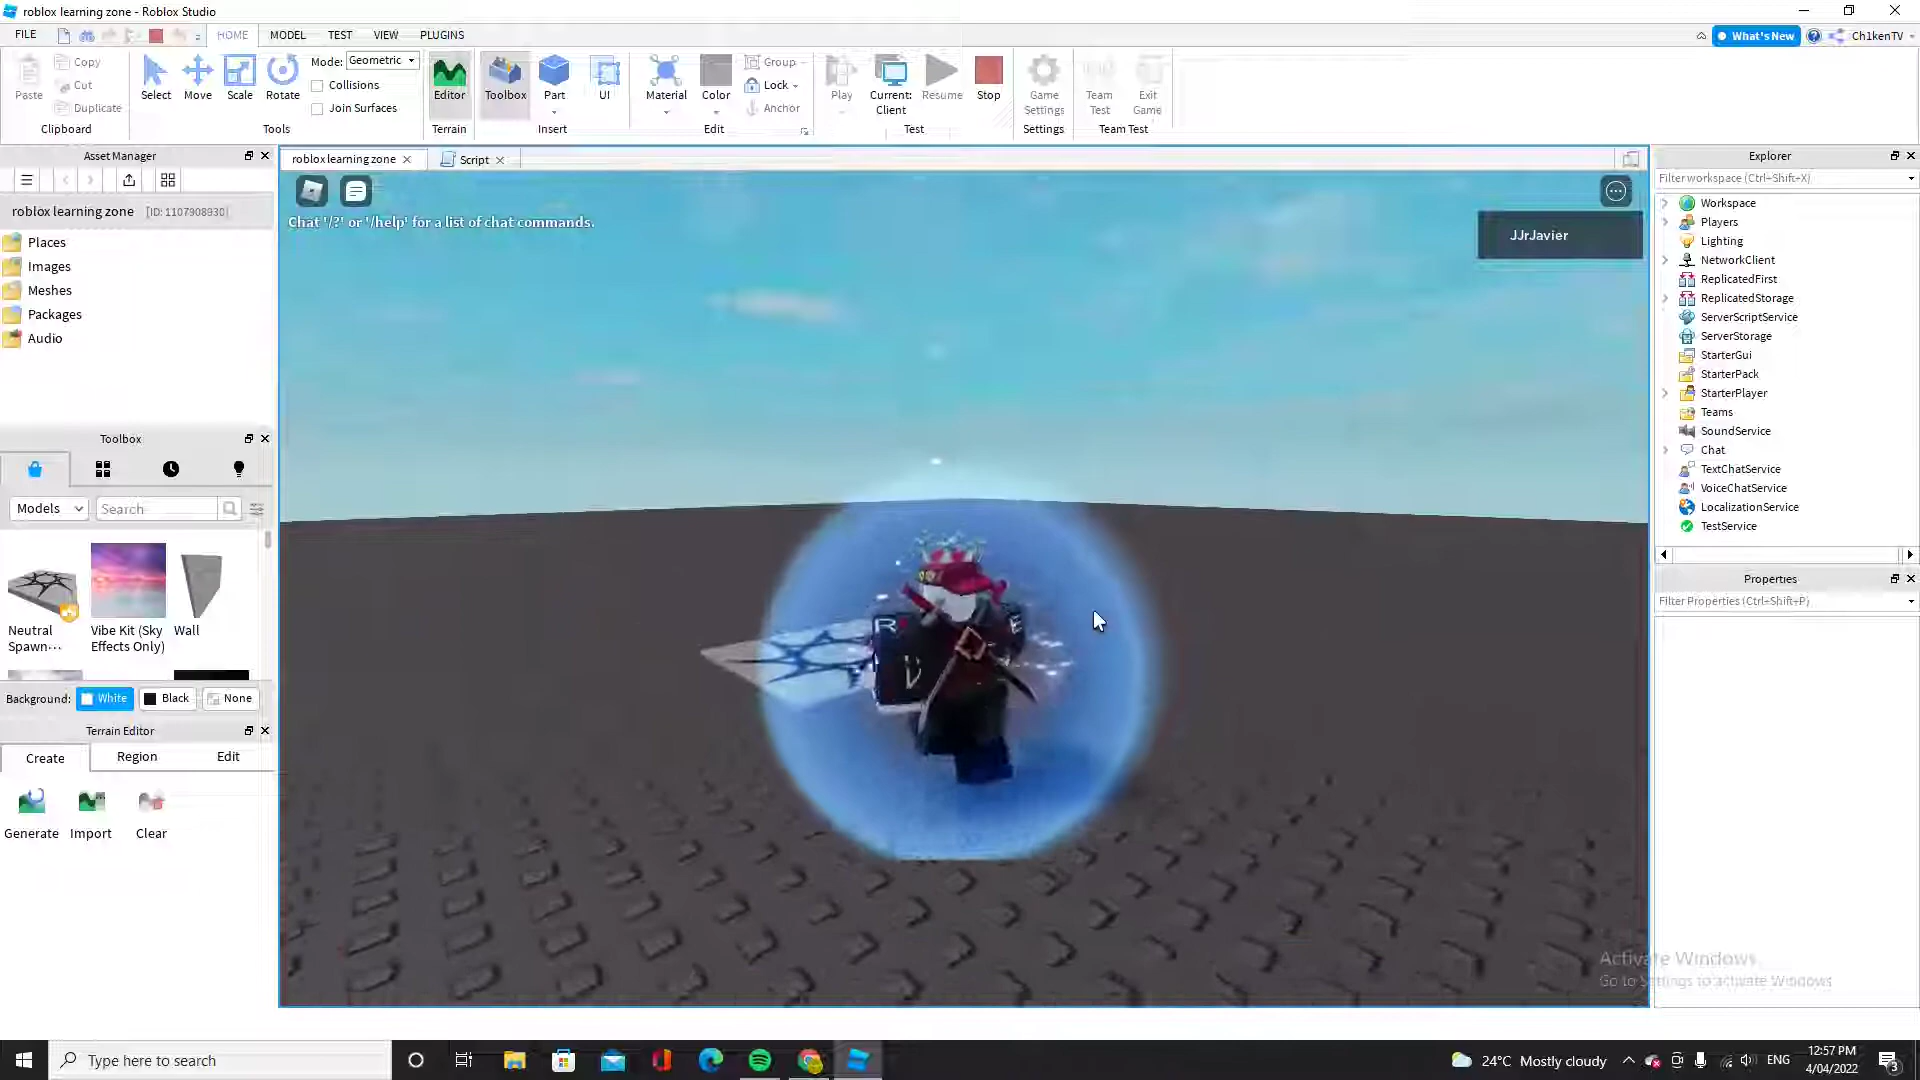 roblox learning zone - Roblox Studio
FILE HOME MODEL TEST VIEW PLUGINS What's New Ch1kenTV
Paste Copy Cut Duplicate
Clipboard
Select Move Scale Rotate
Mode: Geometric
Collisions
Join Surfaces
Tools
Editor
Terrain
Toolbox Part UI
Insert
Material Color Group Lock Anchor
Edit
Play Current: Client Resume Stop
Test
Game Settings
Settings
Team Test Exit Game
Team Test
Asset Manager
roblox learning zone [ID: 1107908930]
Places
Images
Meshes
Packages
Audio
Toolbox
Models Search
Neutral Spawn...
Vibe Kit (Sky Effects Only)
Wall
Background: White Black None
Terrain Editor
Create Region Edit
Generate Import Clear
roblox learning zone Script
Chat '/?' or '/help' for a list of chat commands.
JJrJavier
R E
V
Explorer
Filter workspace (Ctrl+Shift+X)
Workspace
Players
Lighting
NetworkClient
ReplicatedFirst
ReplicatedStorage
ServerScriptService
ServerStorage
StarterGui
StarterPack
StarterPlayer
Teams
SoundService
Chat
TextChatService
VoiceChatService
LocalizationService
TestService
Properties
Filter Properties (Ctrl+Shift+P)
Activate Windows
Go to Settings to activate Windows
Type here to search
24°C Mostly cloudy
ENG
12:57 PM
4/04/2022
3